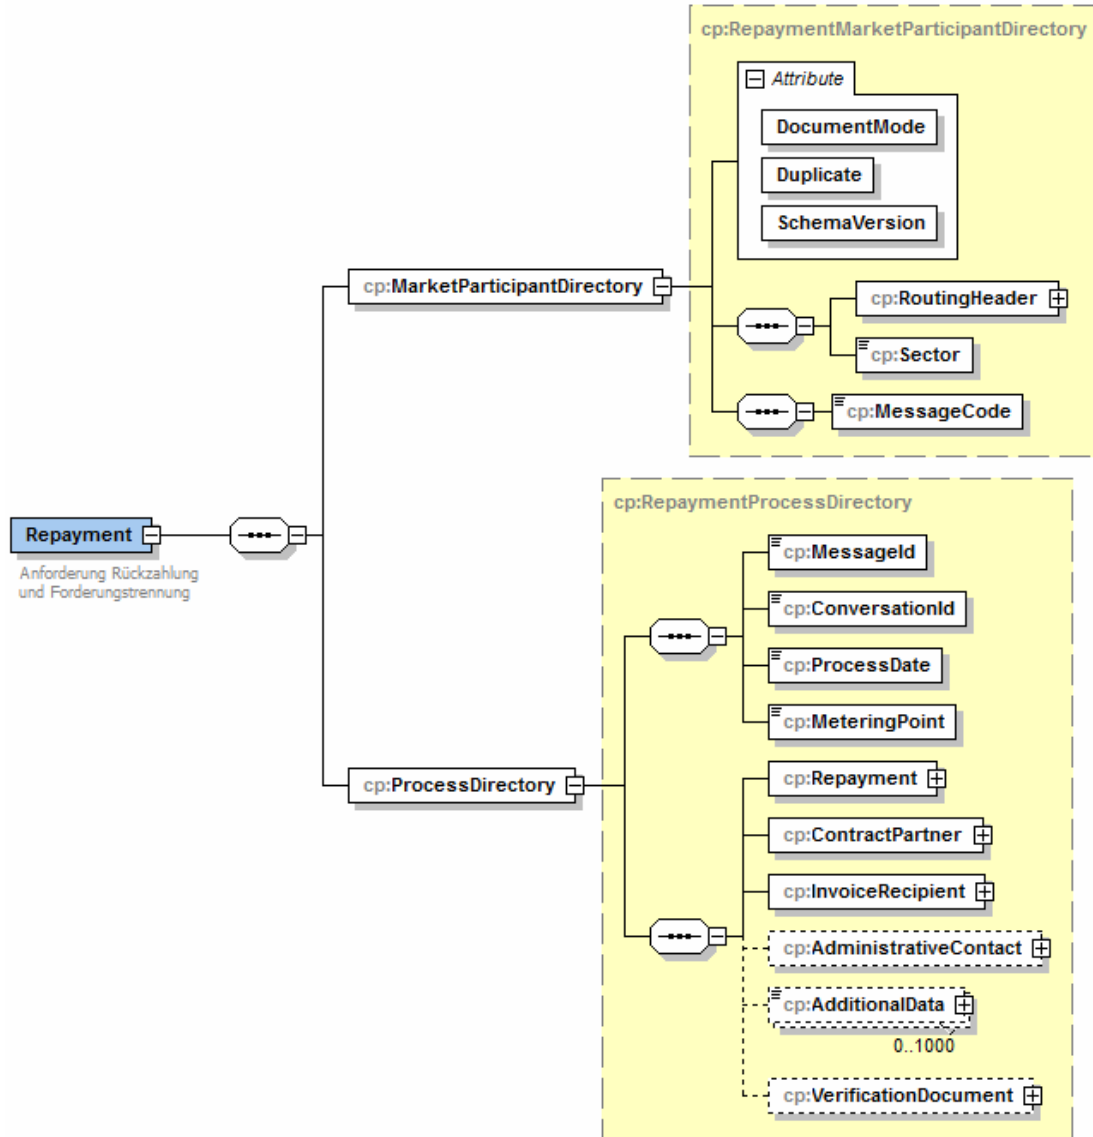 cp:RepaymentMarketParticipantDirectory
Attribute
DocumentMode
Duplicate
SchemaVersion
cp:MarketParticipantDirectory
cp:RoutingHeader
cp:Sector
cp:MessageCode
cp:RepaymentProcessDirectory
Repayment
Anforderung Rückzahlung
und Forderungstrennung
cp:MessageId
cp:ConversationId
cp:ProcessDate
cp:MeteringPoint
cp:ProcessDirectory
cp:Repayment
cp:ContractPartner
cp:InvoiceRecipient
cp:AdministrativeContact
cp:AdditionalData
0..1000
cp:VerificationDocument